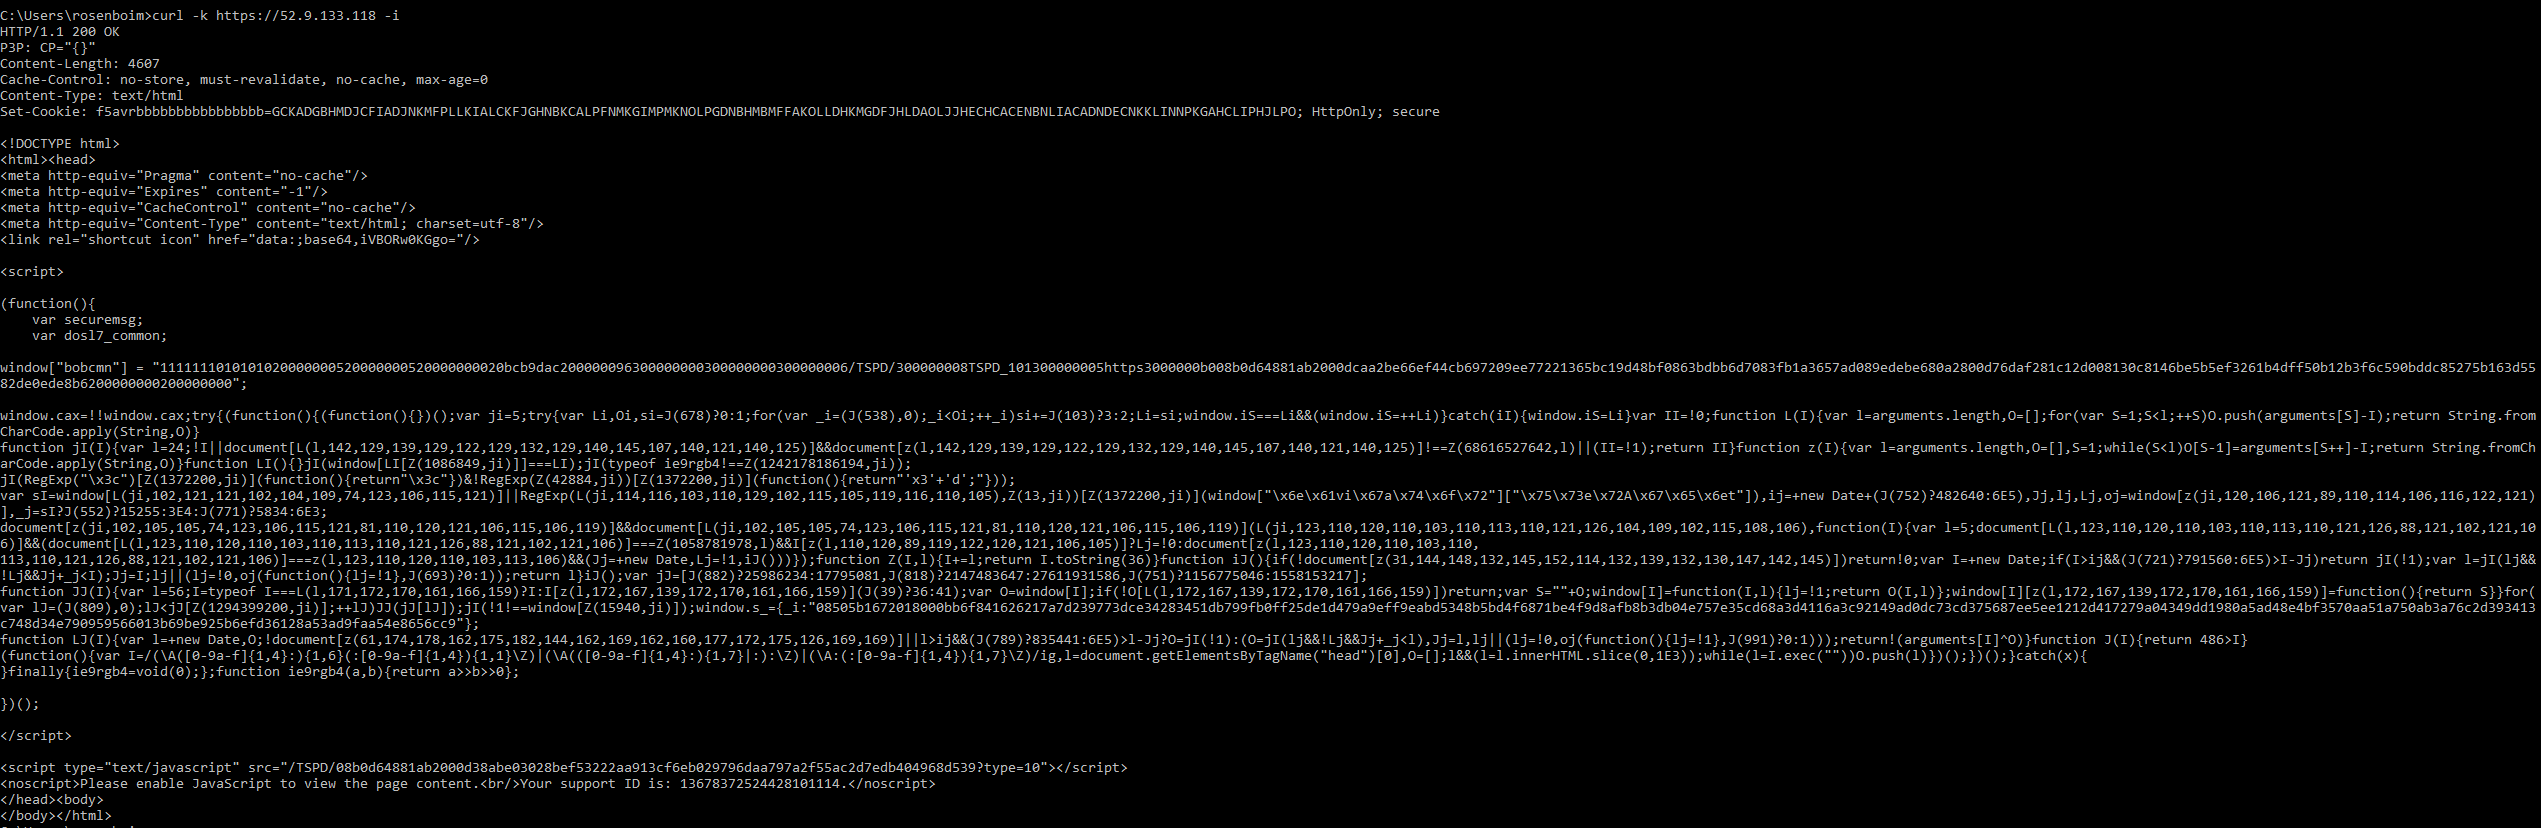 C:\Users\rosenboim>curl -k https://52.9.133.118 -i
HTTP/1.1 200 OK
P3P: CP="{}"
Content-Length: 4607
Cache-Control: no-store, must-revalidate, no-cache, max-age=0
Content-Type: text/html
Set-Cookie: f5avrbbbbbbbbbbbbbbbb=GCKADGBHMDJCFIADJNKMFPLLKIALCKFJGHNBKCALPFNMKGIMPMKNOLPGDNBHMBMFFAKOLLDHKMGDFJHLDAOLJJHECHCACENBNLIACADNDECNKKLINNPKGAHCLIPHJLPO; HttpOnly; secure
<!DOCTYPE html>
<html><head>
<meta http-equiv="Pragma" content="no-cache"/>
<meta http-equiv="Expires" content="-1"/>
<meta http-equiv="CacheControl" content="no-cache"/>
<meta http-equiv="Content-Type" content="text/html; charset=utf-8"/>
<link rel="shortcut icon" href="data:;base64,iVBORw0KGgo="/>
<script>
(function(){
var securemsg;
var dosl7_common;
window["bobcmn"] = "111111101010102000000052000000052000000020bcb9dac200000096300000000300000000300000006/TSPD/300000008TSPD_101300000005https3000000b008b0d64881ab2000dcaa2be66ef44cb697209ee77221365bc19d48bf0863bdbb6d7083fb1a3657ad089edebe680a2800d76daf281c12d008130c8146be5b5ef3261b4dff50b12b3f6c590bddc85275b163d55
82de0ede8b6200000000200000000";
window.cax=!!window.cax;try{(function(){(function(){})();var ji=5;try{var Li,Oi,si=J(678)?0:1;for(var _i=(J(538),0);_i<Oi;++_i)si+=J(103)?3:2;Li=si;window.iS===Li&&(window.iS=++Li)}catch(iI){window.iS=Li}var II=!0;function L(I){var l=arguments.length,O=[];for(var S=1;S<l;++S)O.push(arguments[S]-I);return String.from
CharCode.apply(String,O)}
function jI(I){var l=24;!I||document[L(l,142,129,139,129,122,129,132,129,140,145,107,140,121,140,125)]&&document[z(l,142,129,139,129,122,129,132,129,140,145,107,140,121,140,125)]!==Z(68616527642,l)||(II=!1);return II}function z(I){var l=arguments.length,O=[],S=1;while(S<l)O[S-1]=arguments[S++]-I;return String.fromCh
arCode.apply(String,O)}function LI(){}jI(window[LI[Z(1086849,ji)]]===LI);jI(typeof ie9rgb4!==Z(1242178186194,ji));
jI(RegExp("\x3c")[Z(1372200,ji)](function(){return"\x3c"})&!RegExp(Z(42884,ji))[Z(1372200,ji)](function(){return"'x3'+'d';"}));
var sI=window[L(ji,102,121,121,102,104,109,74,123,106,115,121)]||RegExp(L(ji,114,116,103,110,129,102,115,105,119,116,110,105),Z(13,ji))[Z(1372200,ji)](window["\x6e\x61vi\x67a\x74\x6f\x72"]["\x75\x73e\x72A\x67\x65\x6et"]),ij=+new Date+(J(752)?482640:6E5),Jj,lj,Lj,oj=window[z(ji,120,106,121,89,110,114,106,116,122,121)
],_j=sI?J(552)?15255:3E4:J(771)?5834:6E3;
document[z(ji,102,105,105,74,123,106,115,121,81,110,120,121,106,115,106,119)]&&document[L(ji,102,105,105,74,123,106,115,121,81,110,120,121,106,115,106,119)](L(ji,123,110,120,110,103,110,113,110,121,126,104,109,102,115,108,106),function(I){var l=5;document[L(l,123,110,120,110,103,110,113,110,121,126,88,121,102,121,10
6)]&&(document[L(l,123,110,120,110,103,110,113,110,121,126,88,121,102,121,106)]===Z(1058781978,l)&&I[z(l,110,120,89,119,122,120,121,106,105)]?Lj=!0:document[z(l,123,110,120,110,103,110,
113,110,121,126,88,121,102,121,106)]===z(l,123,110,120,110,103,113,106)&&(Jj=+new Date,Lj=!1,iJ()))});function Z(I,l){I+=l;return I.toString(36)}function iJ(){if(!document[z(31,144,148,132,145,152,114,132,139,132,130,147,142,145)])return!0;var I=+new Date;if(I>ij&&(J(721)?791560:6E5)>I-Jj)return jI(!1);var l=jI(lj&&
!Lj&&Jj+_j<I);Jj=I;lj||(lj=!0,oj(function(){lj=!1},J(693)?0:1));return l}iJ();var jJ=[J(882)?25986234:17795081,J(818)?2147483647:27611931586,J(751)?1156775046:1558153217];
function JJ(I){var l=56;I=typeof I===L(l,171,172,170,161,166,159)?I:I[z(l,172,167,139,172,170,161,166,159)](J(39)?36:41);var O=window[I];if(!O[L(l,172,167,139,172,170,161,166,159)])return;var S=""+O;window[I]=function(I,l){lj=!1;return O(I,l)};window[I][z(l,172,167,139,172,170,161,166,159)]=function(){return S}}for(
var lJ=(J(809),0);lJ<jJ[Z(1294399200,ji)];++lJ)JJ(jJ[lJ]);jI(!1!==window[Z(15940,ji)]);window.s_={_i:"08505b1672018000bb6f841626217a7d239773dce34283451db799fb0ff25de1d479a9eff9eabd5348b5bd4f6871be4f9d8afb8b3db04e757e35cd68a3d4116a3c92149ad0dc73cd375687ee5ee1212d417279a04349dd1980a5ad48e4bf3570aa51a750ab3a76c2d393413
c748d34e790959566013b69be925b6efd36128a53ad9faa54e8656cc9"};
function LJ(I){var l=+new Date,O;!document[z(61,174,178,162,175,182,144,162,169,162,160,177,172,175,126,169,169)]||l>ij&&(J(789)?835441:6E5)>l-Jj?O=jI(!1):(O=jI(lj&&!Lj&&Jj+_j<l),Jj=l,lj||(lj=!0,oj(function(){lj=!1},J(991)?0:1)));return!(arguments[I]^O)}function J(I){return 486>I}
(function(){var I=/(\A([0-9a-f]{1,4}:){1,6}(:[0-9a-f]{1,4}){1,1}\Z)|(\A(([0-9a-f]{1,4}:){1,7}|:):\Z)|(\A:(:[0-9a-f]{1,4}){1,7}\Z)/ig,l=document.getElementsByTagName("head")[0],O=[];l&&(l=l.innerHTML.slice(0,1E3));while(l=I.exec(""))O.push(l)})();})();}catch(x){
}finally{ie9rgb4=void(0);};function ie9rgb4(a,b){return a>>b>>0};
})();
</script>
<script type="text/javascript" src="/TSPD/08b0d64881ab2000d38abe03028bef53222aa913cf6eb029796daa797a2f55ac2d7edb404968d539?type=10"></script>
<noscript>Please enable JavaScript to view the page content.<br/>Your support ID is: 13678372524428101114.</noscript>
</head><body>
</body></html>